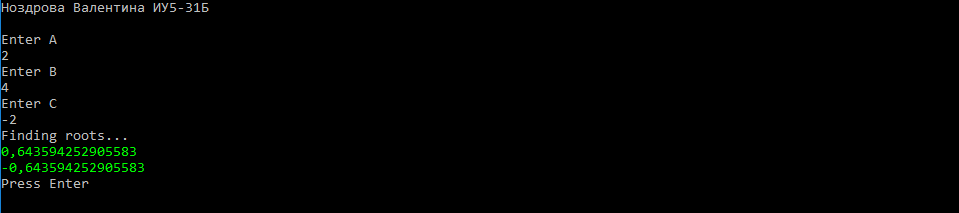 Ноздрова Валентина ИУ5-31Б
Enter A
2
Enter B
4
Enter C
-2
Finding roots...
0,643594252905583
-0,643594252905583
Press Enter